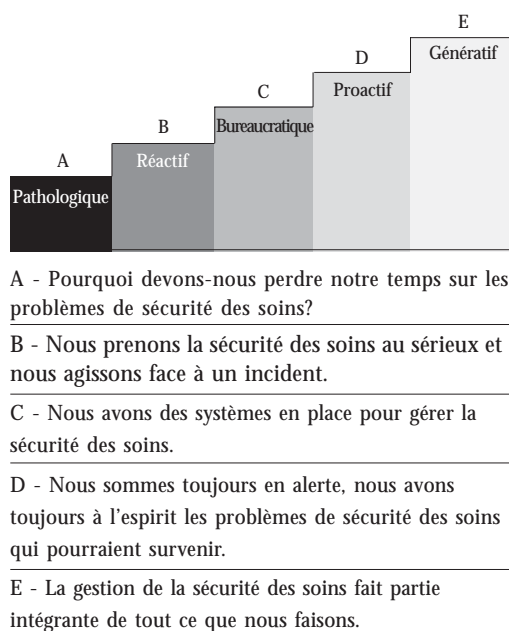 E
Génératif
D
Proactif
C
Bureaucratique
B
Réactif
A
Pathologique
A - Pourquoi devons-nous perdre notre temps sur les
problèmes de sécurité des soins?
B - Nous prenons la sécurité des soins au sérieux et
nous agissons face à un incident.
C - Nous avons des systèmes en place pour gérer la
sécurité des soins.
D - Nous sommes toujours en alerte, nous avons
toujours à l'espirit les problèmes de sécurité des soins
qui pourraient survenir.
E - La gestion de la sécurité des soins fait partie
intégrante de tout ce que nous faisons.